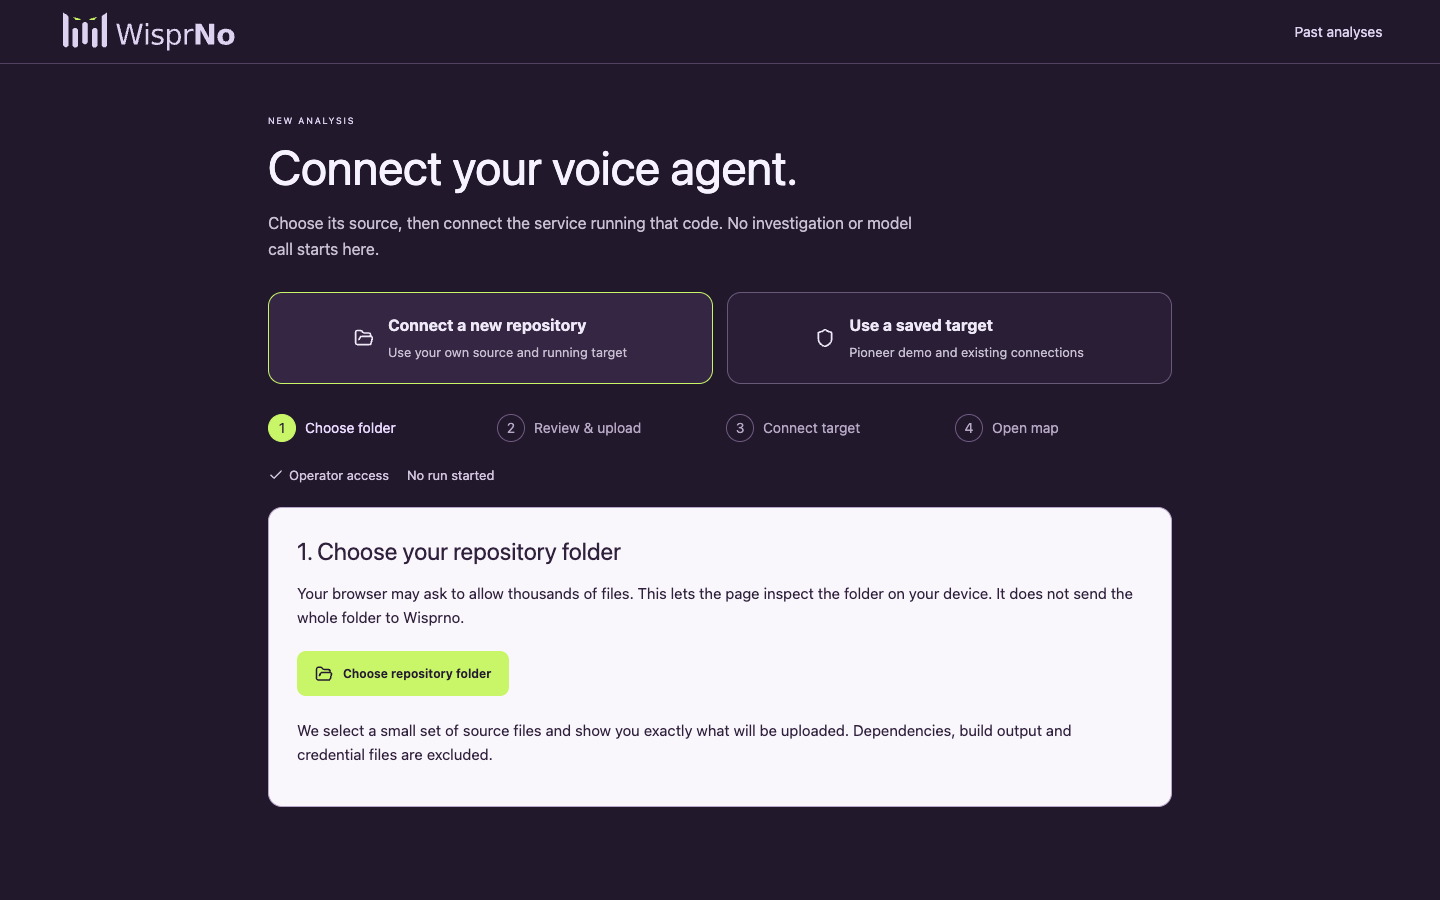 WisprNo
Past analyses
NEW ANALYSIS
Connect your voice agent.
Choose its source, then connect the service running that code. No investigation or model
call starts here.
Connect a new repository
Use your own source and running target
Use a saved target
Pioneer demo and existing connections
1 Choose folder
2 Review & upload
3 Connect target
4 Open map
Operator access
No run started
1. Choose your repository folder
Your browser may ask to allow thousands of files. This lets the page inspect the folder on your device. It does not send the
whole folder to Wisprno.
Choose repository folder
We select a small set of source files and show you exactly what will be uploaded. Dependencies, build output and
credential files are excluded.